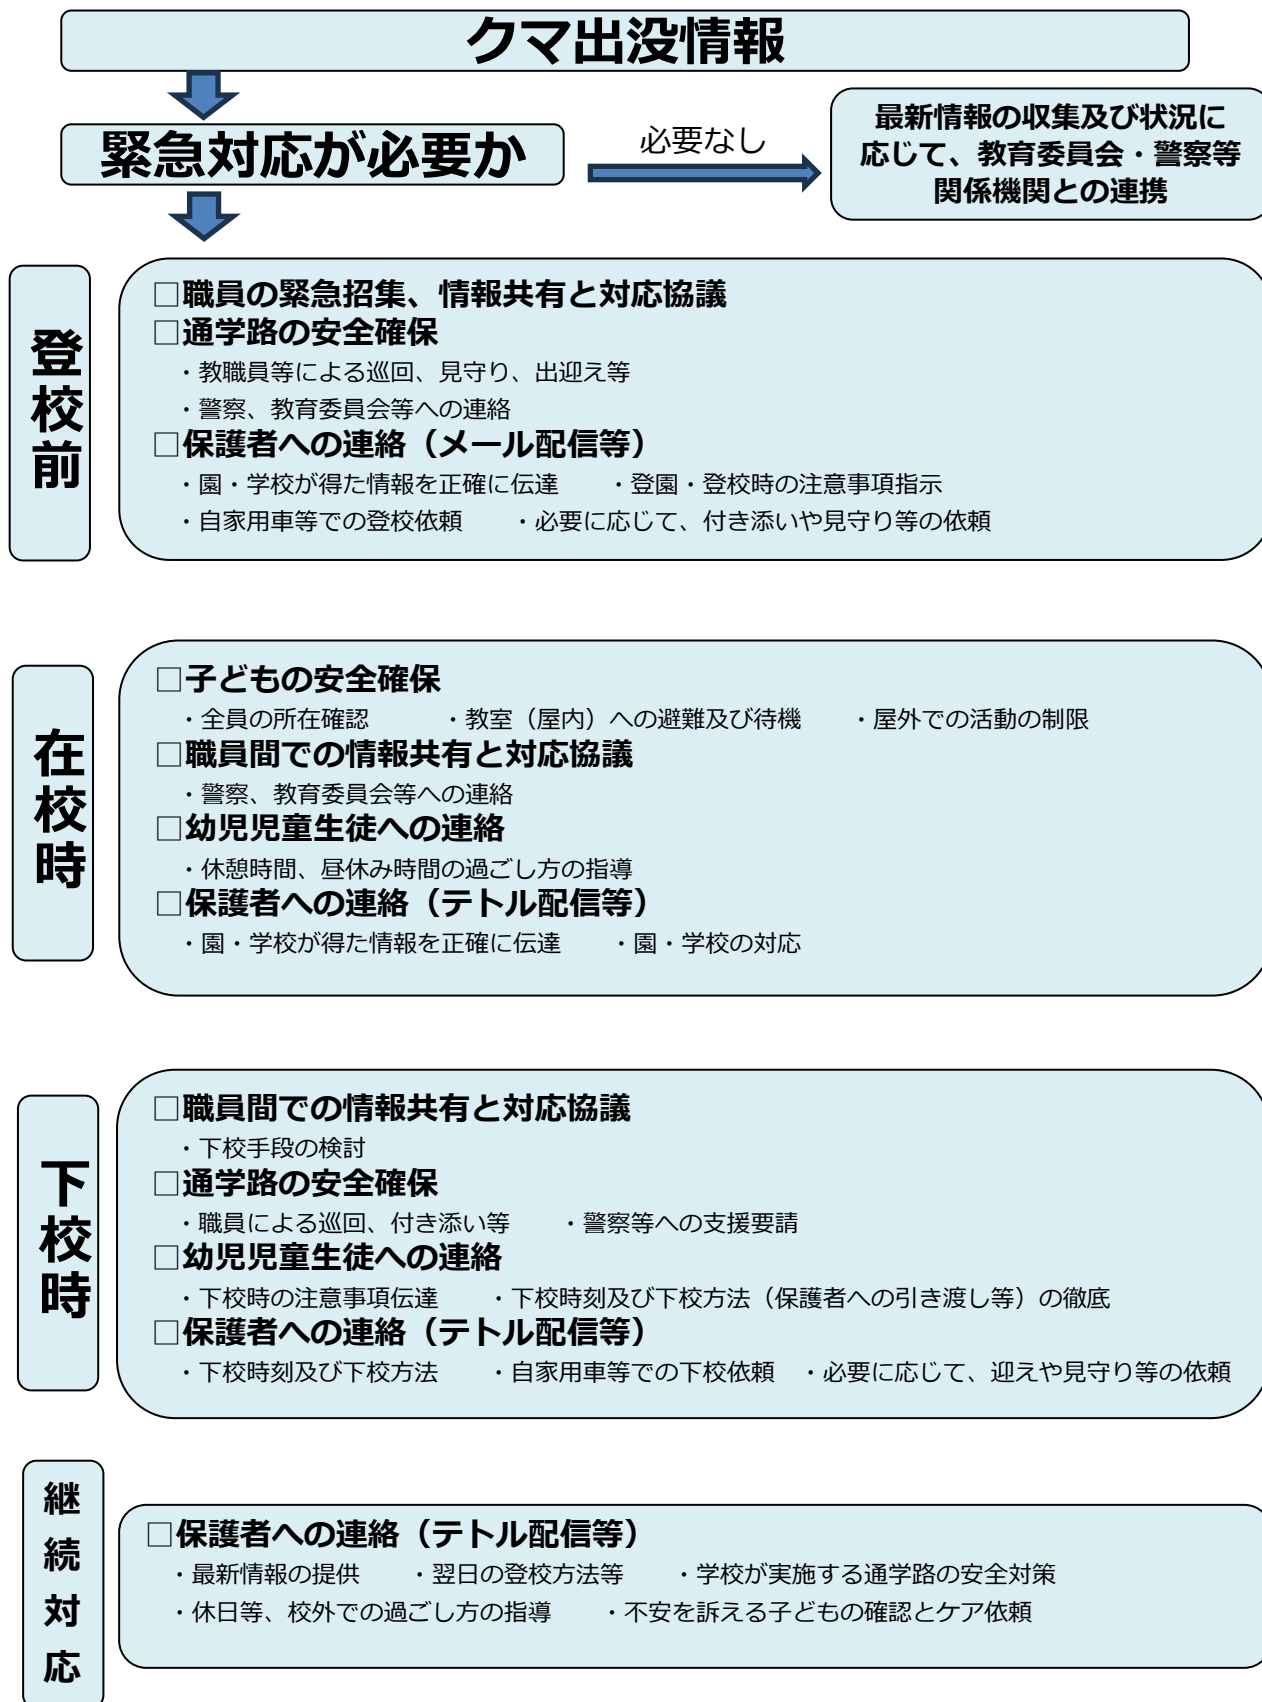 クマ出没情報
緊急対応が必要か
必要なし
最新情報の収集及び状況に
応じて、教育委員会・警察等
関係機関との連携
登校前
□職員の緊急招集、情報共有と対応協議
□通学路の安全確保
・教職員等による巡回、見守り、出迎え等
・警察、教育委員会等への連絡
□保護者への連絡（メール配信等）
・園・学校が得た情報を正確に伝達　・登園・登校時の注意事項指示
・自家用車等での登校依頼　・必要に応じて、付き添いや見守り等の依頼
在校時
□子どもの安全確保
・全員の所在確認　・教室（屋内）への避難及び待機　・屋外での活動の制限
□職員間での情報共有と対応協議
・警察、教育委員会等への連絡
□幼児児童生徒への連絡
・休憩時間、昼休み時間の過ごし方の指導
□保護者への連絡（テトル配信等）
・園・学校が得た情報を正確に伝達　・園・学校の対応
下校時
□職員間での情報共有と対応協議
・下校手段の検討
□通学路の安全確保
・職員による巡回、付き添い等　・警察等への支援要請
□幼児児童生徒への連絡
・下校時の注意事項伝達　・下校時刻及び下校方法（保護者への引き渡し等）の徹底
□保護者への連絡（テトル配信等）
・下校時刻及び下校方法　・自家用車等での下校依頼　・必要に応じて、迎えや見守り等の依頼
継続対応
□保護者への連絡（テトル配信等）
・最新情報の提供　・翌日の登校方法等　・学校が実施する通学路の安全対策
・休日等、校外での過ごし方の指導　・不安を訴える子どもの確認とケア依頼